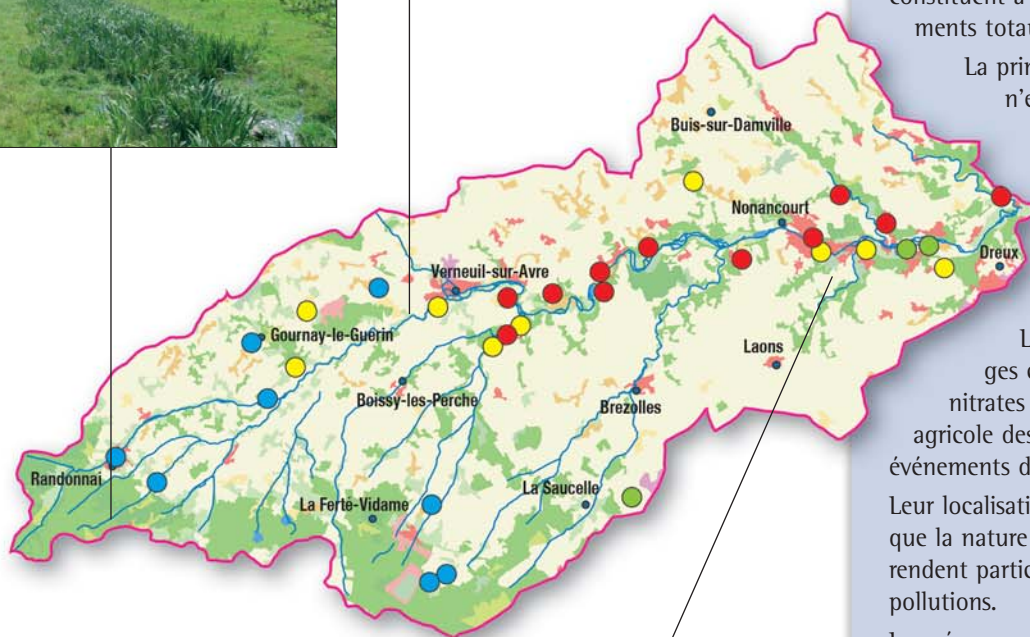 constituent
ments totau
La prin
n'e
Buis-sur-Damville
Nonancourt
Dreux
Verneuil-sur-Avre
Gournay-le-Guerin
Laons
Boissy-les-Perche
Brezolles
Randonnai
La Ferté-Vidame
La Saucelle
L
ges e
nitrates
agricole des
événements d
Leur localisati
que la nature
rendent partic
pollutions.